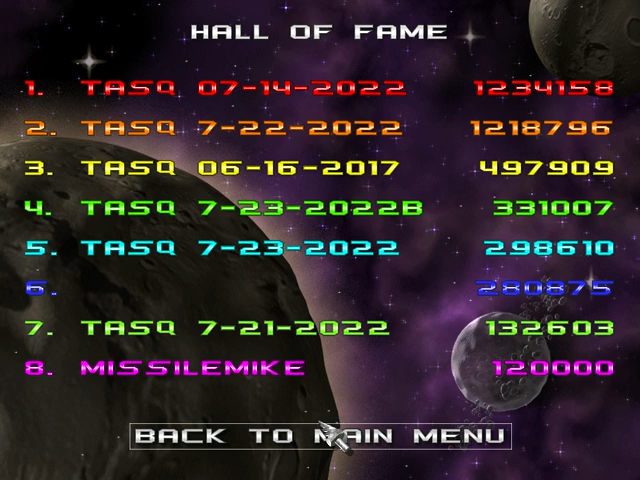 HALL OF FAME
1. TASQ 07-14-2022 1234158
2. TASQ 7-22-2022 1218796
3. TASQ 06-16-2017 497909
4. TASQ 7-23-2022B 331007
5. TASQ 7-23-2022 298610
6. 280875
7. TASQ 7-21-2022 132603
8. MISSILEMIKE 120000
BACK TO MAIN MENU